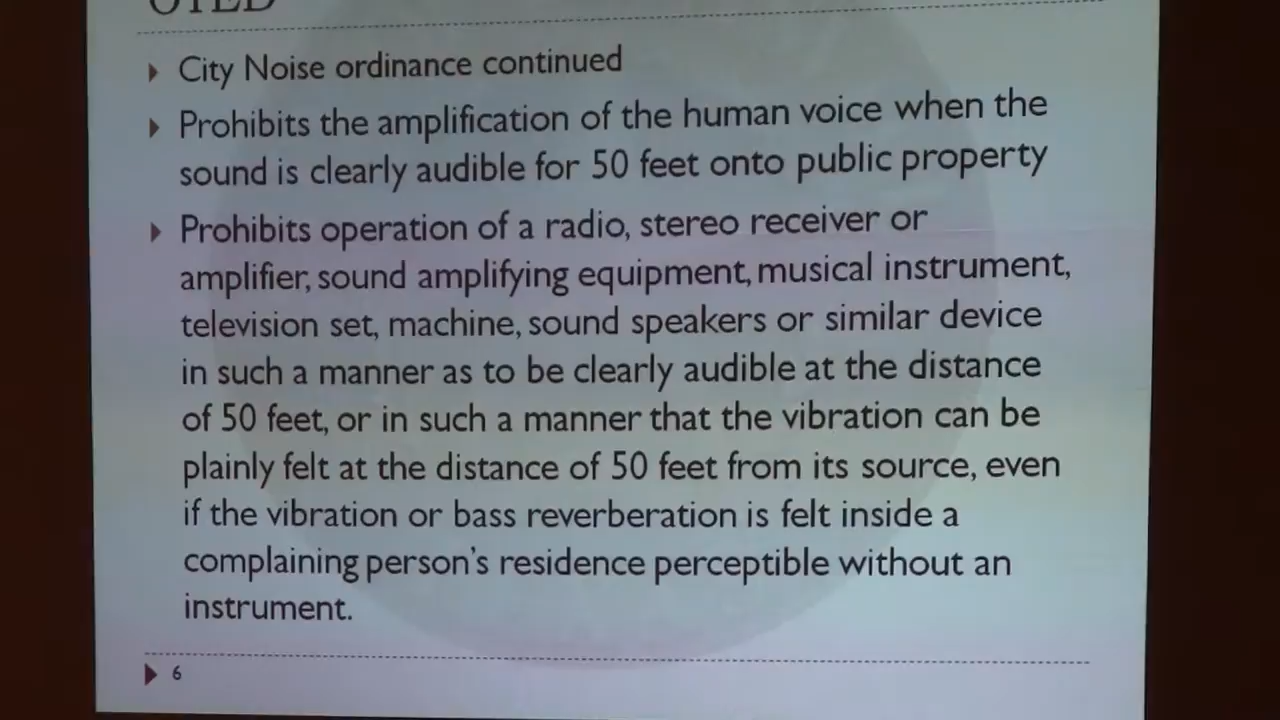 City Noise ordinance continued
Prohibits the amplification of the human voice when the
sound is clearly audible for 50 feet onto public property
Prohibits operation of a radio, stereo receiver or
amplifier, sound amplifying equipment, musical instrument,
television set, machine, sound speakers or similar device
in such a manner as to be clearly audible at the distance
of 50 feet, or in such a manner that the vibration can be
plainly felt at the distance of 50 feet from its source, even
if the vibration or bass reverberation is felt inside a
complaining person's residence perceptible without an
instrument.
6